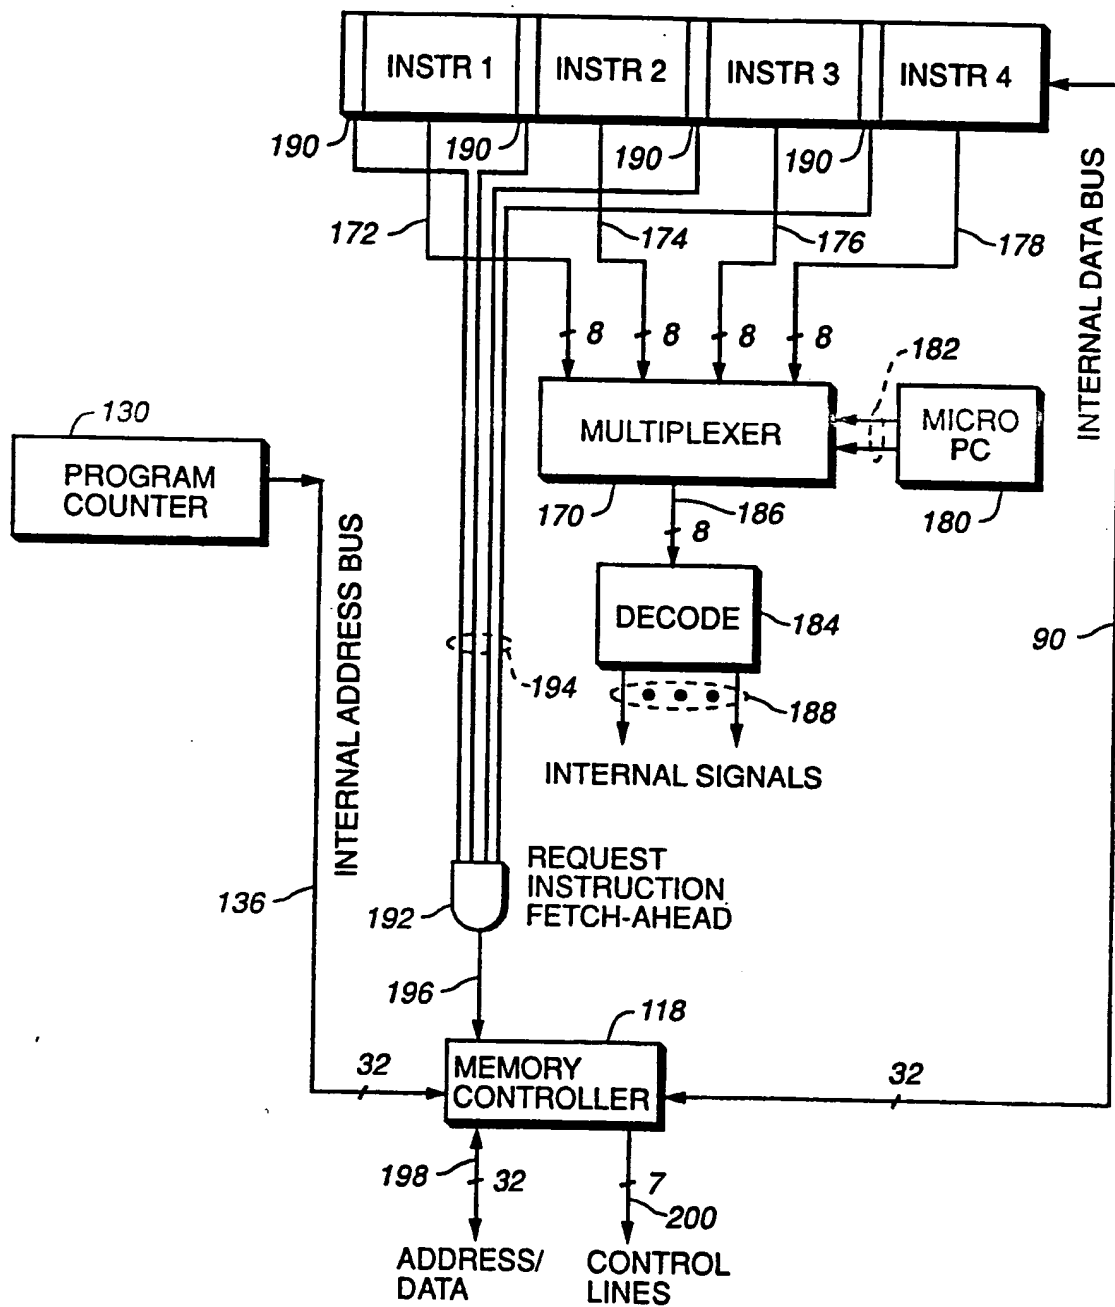 INSTR 1
INSTR 2
INSTR 3
INSTR 4
190
190
190
190
172
174
176
178
INTERNAL DATA BUS
8
8
8
8
182
130
PROGRAM
COUNTER
MULTIPLEXER
MICRO
PC
170
186
180
8
INTERNAL ADDRESS BUS
DECODE
184
90
194
188
INTERNAL SIGNALS
136
192
REQUEST
INSTRUCTION
FETCH-AHEAD
196
118
32
MEMORY
CONTROLLER
32
198
32
7
200
ADDRESS/
DATA
CONTROL
LINES